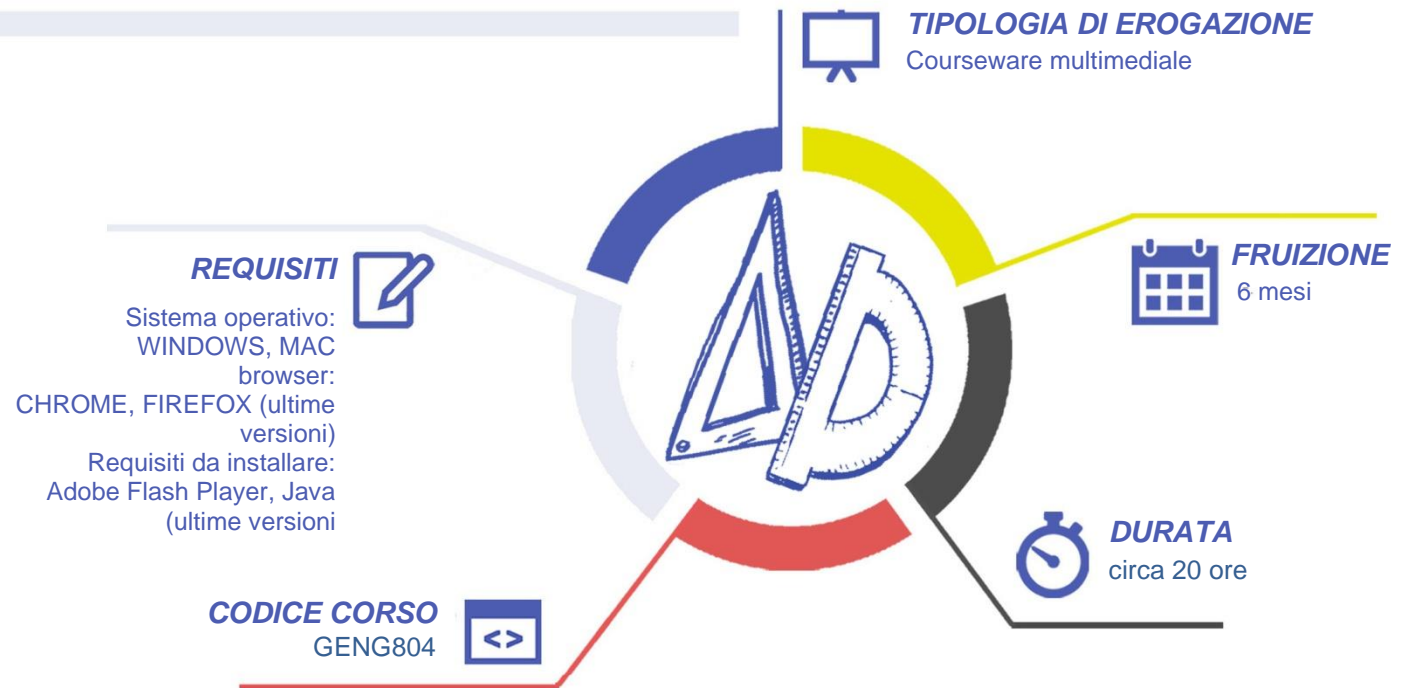 TIPOLOGIA DI EROGAZIONE
Courseware multimediale
REQUISITI
Sistema operativo:
WINDOWS, MAC
browser:
CHROME, FIREFOX (ultime
versioni)
Requisiti da installare:
Adobe Flash Player, Java
(ultime versioni
FRUIZIONE
6 mesi
DURATA
circa 20 ore
CODICE CORSO
<>
GENG804